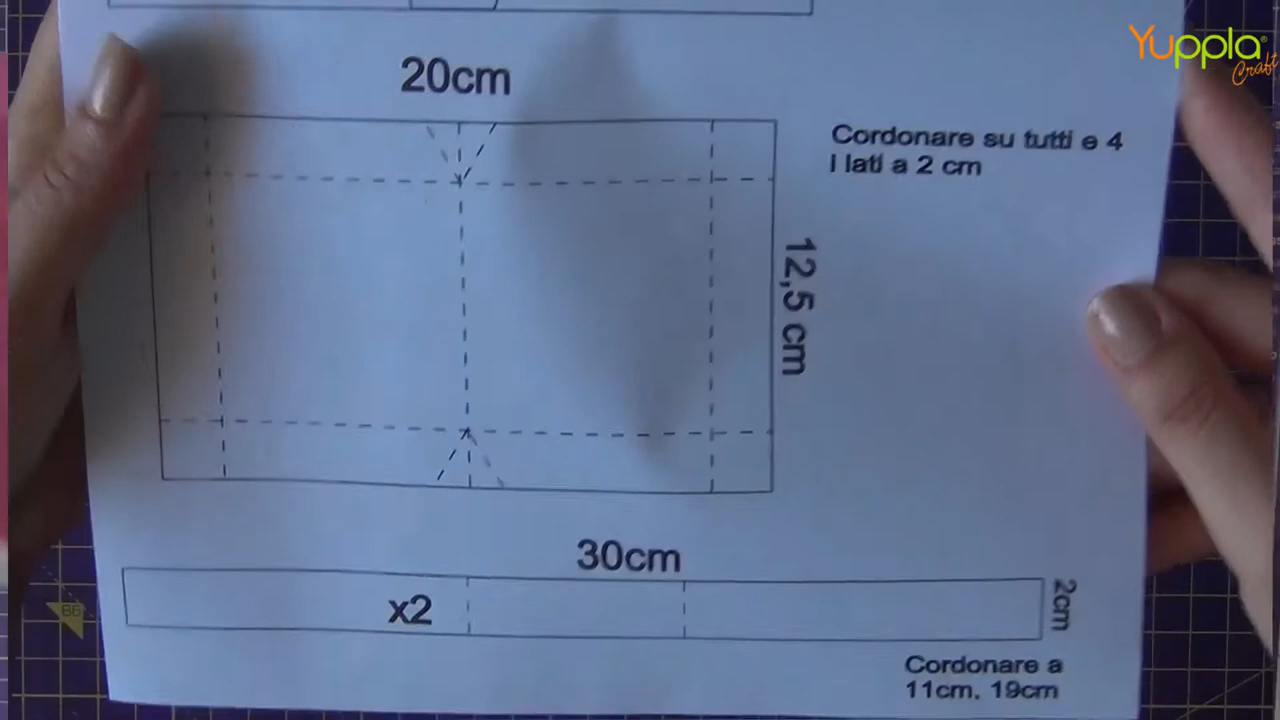 Yuppla®
Craft
20cm
Cordonare su tutti e 4
i lati a 2 cm
12,5 cm
30cm
x2
2cm
Cordonare a
11cm. 19cm
B6